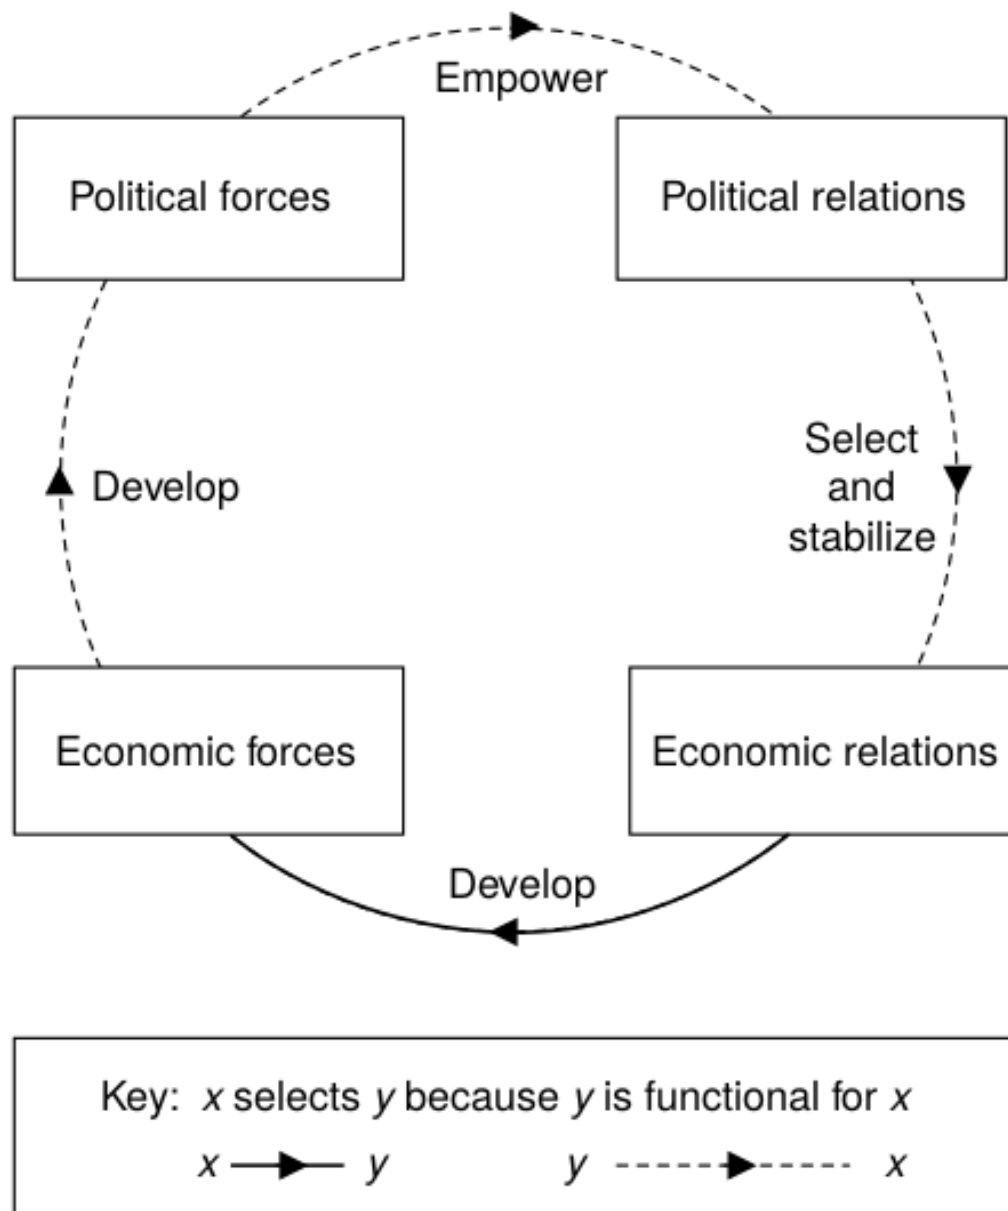 Empower
Political forces
Political relations
Select
and
stabilize
Develop
Economic forces
Economic relations
Develop
Key: x selects y because y is functional for x
x y y x